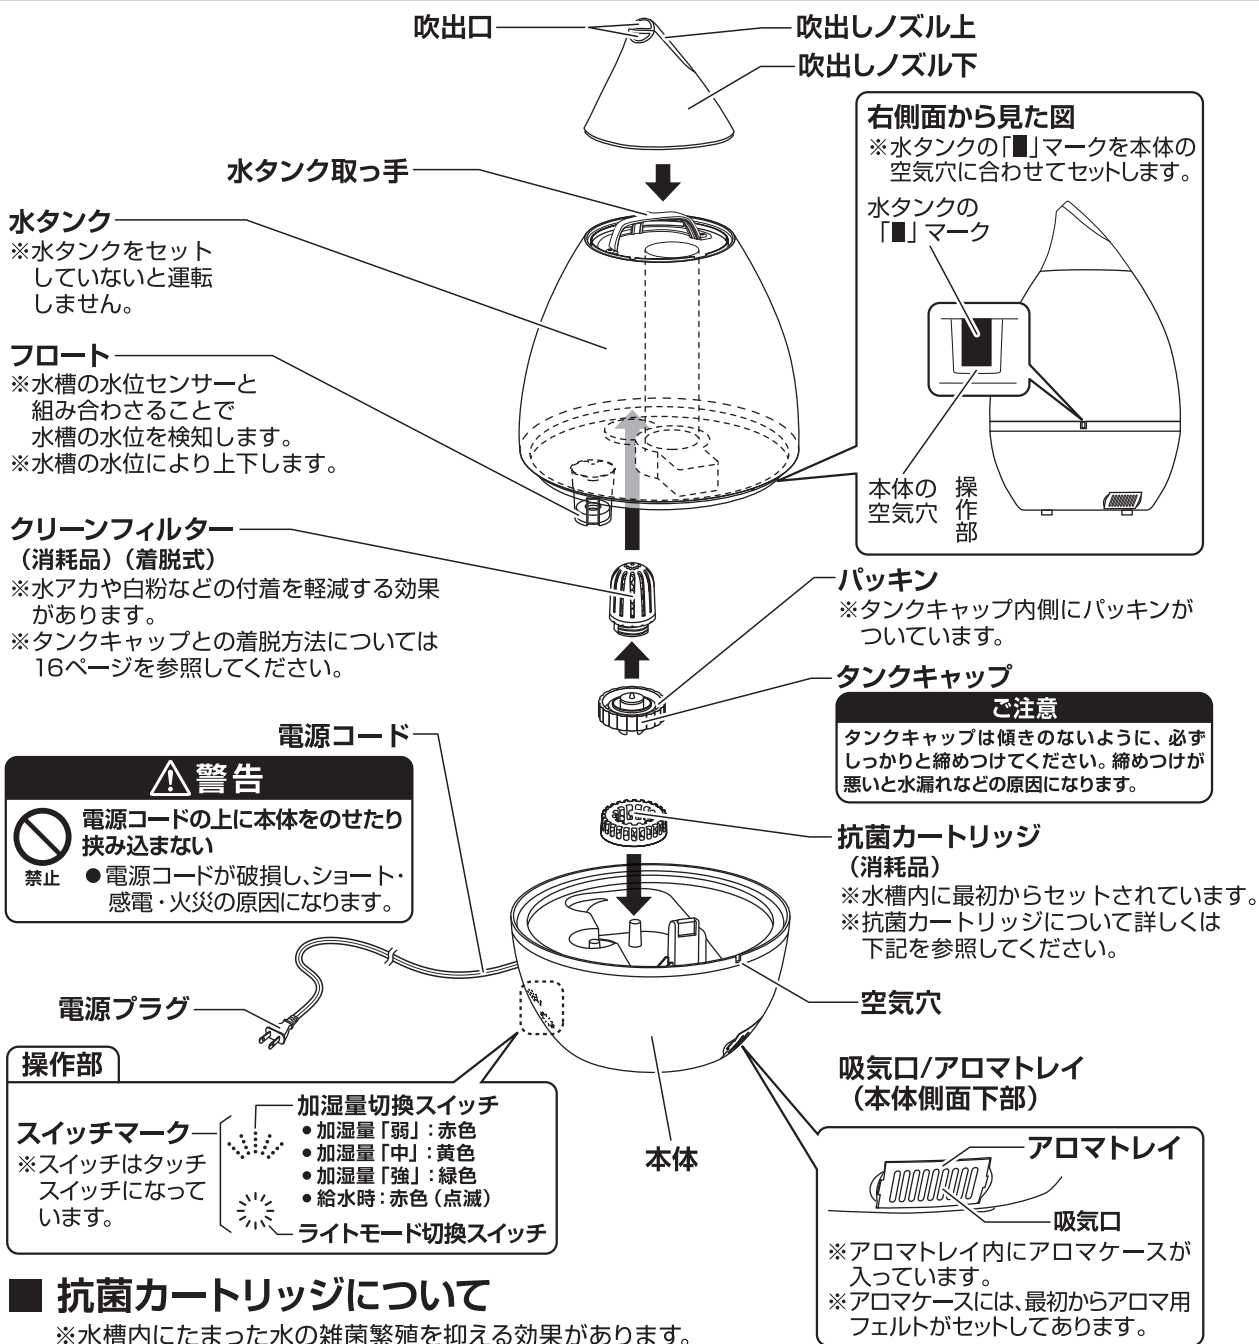 吹出口
吹出しノズル上
吹出しノズル下
水タンク取っ手
水タンク
※水タンクをセット
していないと運転
しません。
フロート
※水槽の水位センサーと
組み合わさることで
水槽の水位を検知します。
※水槽の水位により上下します。
クリーンフィルター
（消耗品）（着脱式）
※水アカや白粉などの付着を軽減する効果
があります。
※タンクキャップとの着脱方法については
16ページを参照してください。
右側面から見た図
※水タンクの「■」マークを本体の
空気穴に合わせてセットします。
水タンクの
「■」マーク
本体の
空気穴
操作部
パッキン
※タンクキャップ内側にパッキンが
ついています。
タンクキャップ
ご注意
タンクキャップは傾きのないように、必ず
しっかりと締めつけてください。締めつけが
悪いと水漏れなどの原因になります。
電源コード
警告
禁止
電源コードの上に本体をのせたり
挟み込まない
●電源コードが破損し、ショート・
感電・火災の原因になります。
抗菌カートリッジ
（消耗品）
※水槽内に最初からセットされています。
※抗菌カートリッジについて詳しくは
下記を参照してください。
電源プラグ
空気穴
本体
操作部
スイッチマーク
※スイッチはタッチ
スイッチになって
います。
加湿量切換スイッチ
●加湿量「弱」：赤色
●加湿量「中」：黄色
●加湿量「強」：緑色
●給水時：赤色（点滅）
ライトモード切換スイッチ
吸気口/アロマトレイ
（本体側面下部）
アロマトレイ
吸気口
※アロマトレイ内にアロマケースが
入っています。
※アロマケースには、最初からアロマ用
フェルトがセットしてあります。
■ 抗菌カートリッジについて
※水槽内にたまった水の雑菌繁殖を抑える効果があります。